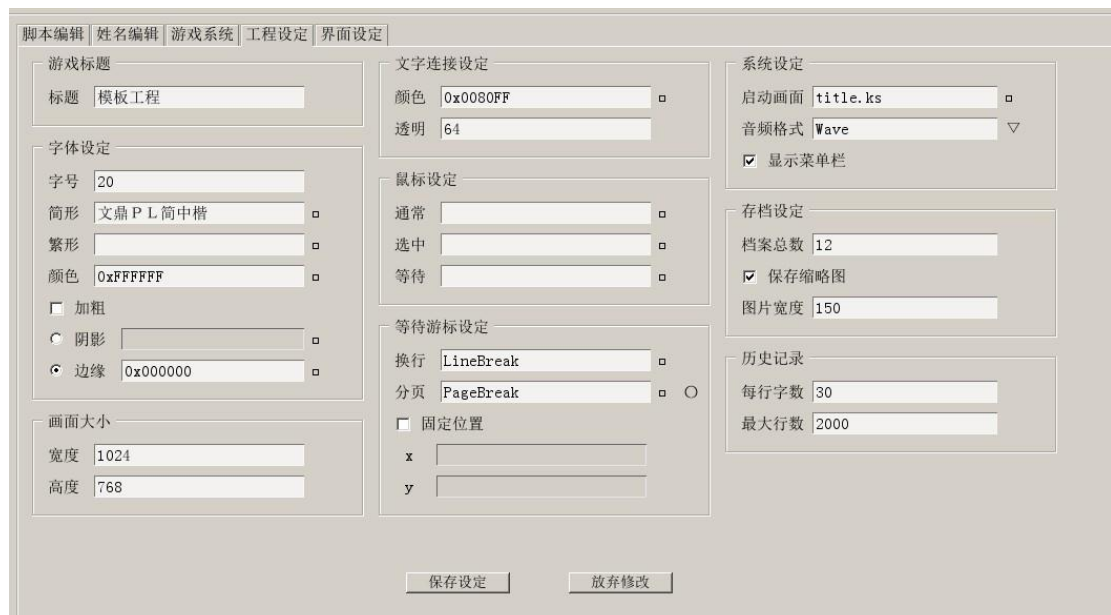 脚本编辑 姓名编辑 游戏系统 工程设定 界面设定
游戏标题
标题 模板工程
字体设定
字号 20
简形 文鼎ＰＬ简中楷
繁形
颜色 0xFFFFFF
加粗
阴影
边缘 0x000000
画面大小
宽度 1024
高度 768
文字连接设定
颜色 0x0080FF
透明 64
鼠标设定
通常
选中
等待
等待游标设定
换行 LineBreak
分页 PageBreak
固定位置
x
y
系统设定
启动画面 title.ks
音频格式 Wave
显示菜单栏
存档设定
档案总数 12
保存缩略图
图片宽度 150
历史记录
每行字数 30
最大行数 2000
保存设定 放弃修改